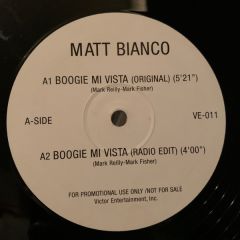 MATT BIANCO
A1 BOOGIE MI VISTA (ORIGINAL) (5'21")
(Mark Reilly-Mark Fisher)
A-SIDE
VE-011
A2 BOOGIE MI VISTA (RADIO EDIT) (4'00")
(Mark Reilly-Mark Fisher)
FOR PROMOTIONAL USE ONLY /NOT FOR SALE
Victor Entertainment, Inc.